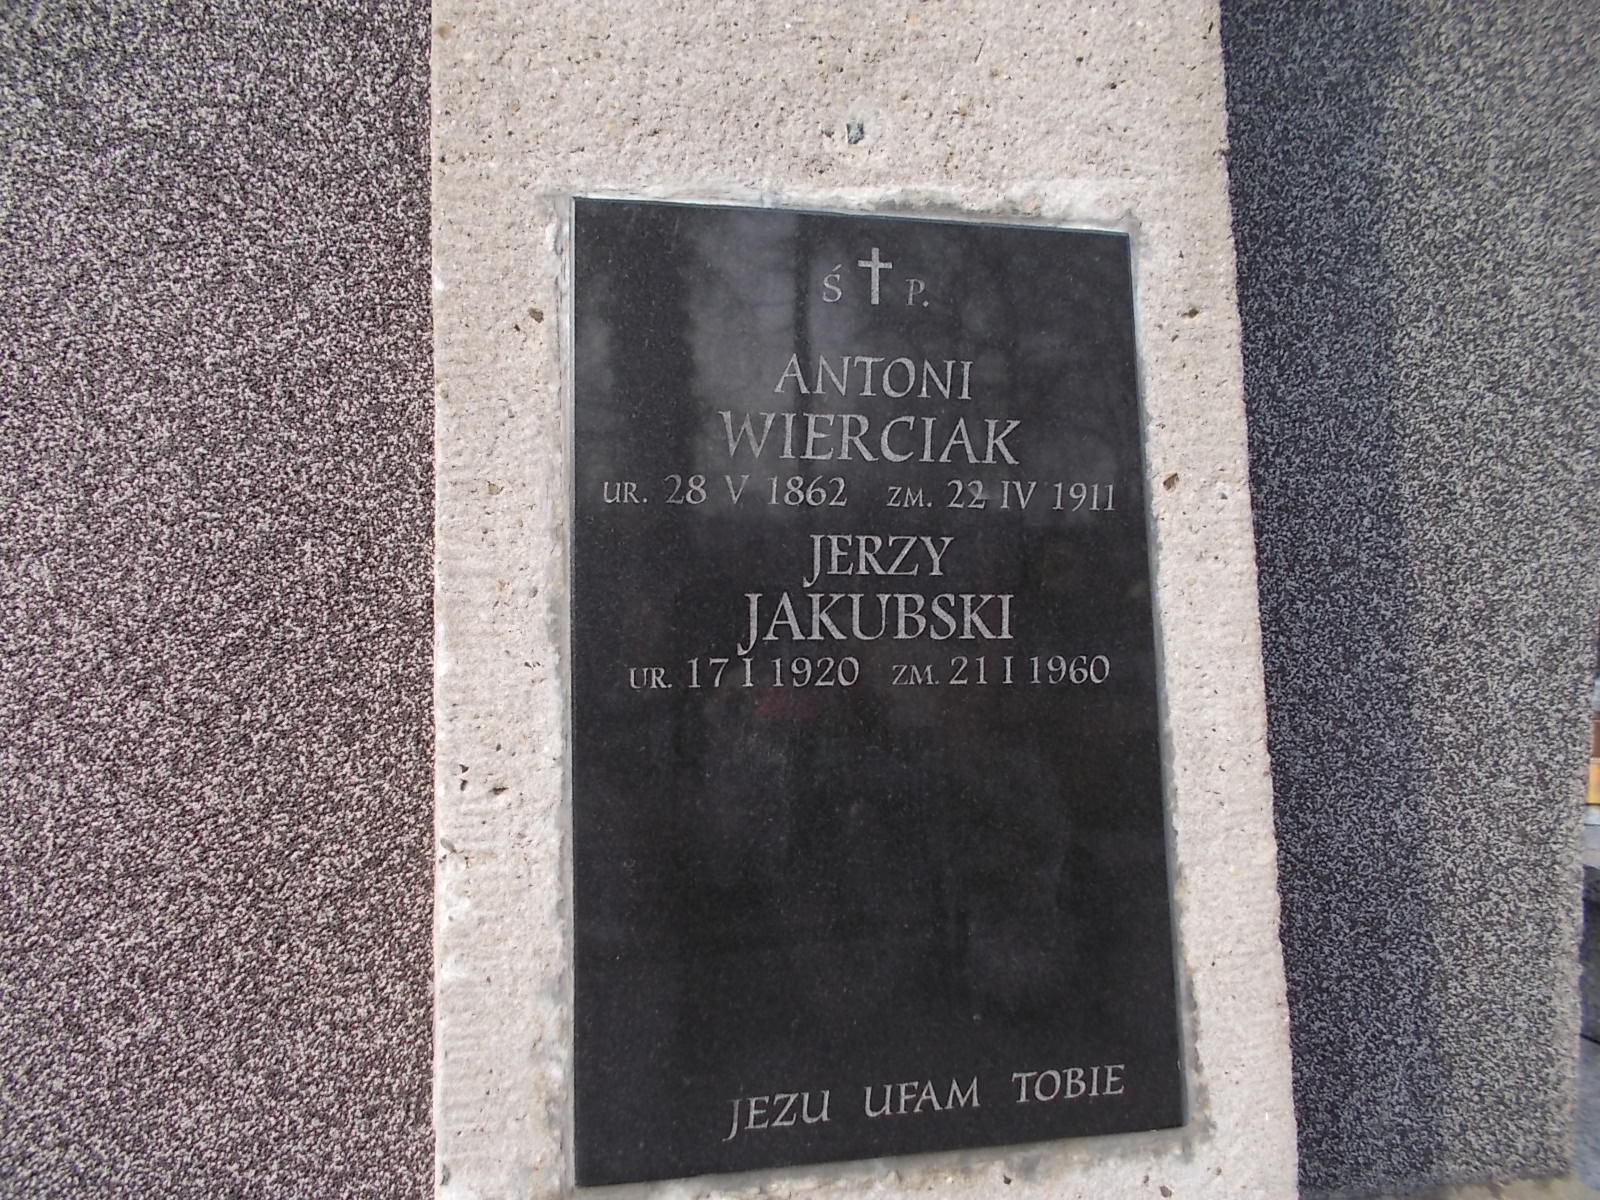 Ś † P.
ANTONI
WIERCIAK
UR. 28 V 1862 ZM. 22 IV 1911
JERZY
JAKUBSKI
UR. 17 I 1920 ZM. 21 I 1960
JEZU UFAM TOBIE